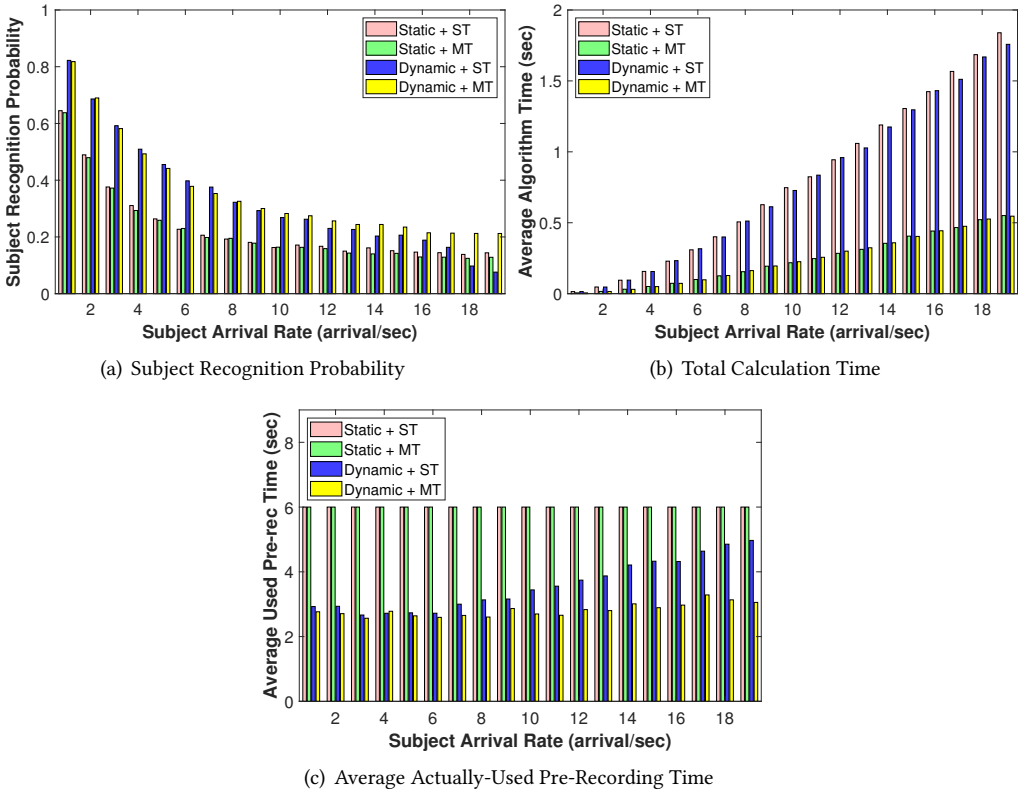 1
0.8
0.6
0.4
0.2
0
Subject Recognition Probability
Static + ST
Static + MT
Dynamic + ST
Dynamic + MT
2 4 6 8 10 12 14 16 18
Subject Arrival Rate (arrival/sec)
(a) Subject Recognition Probability
2
1.5
1
0.5
0
Average Algorithm Time (sec)
Static + ST
Static + MT
Dynamic + ST
Dynamic + MT
2 4 6 8 10 12 14 16 18
Subject Arrival Rate (arrival/sec)
(b) Total Calculation Time
8
6
4
2
0
Average Used Pre-rec Time (sec)
Static + ST
Static + MT
Dynamic + ST
Dynamic + MT
2 4 6 8 10 12 14 16 18
Subject Arrival Rate (arrival/sec)
(c) Average Actually-Used Pre-Recording Time